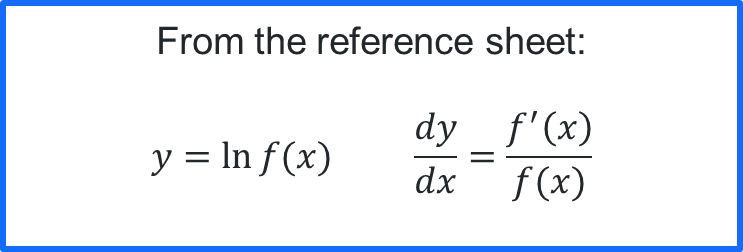 From the reference sheet:
y = ln f(x)    dy/dx = f'(x)/f(x)